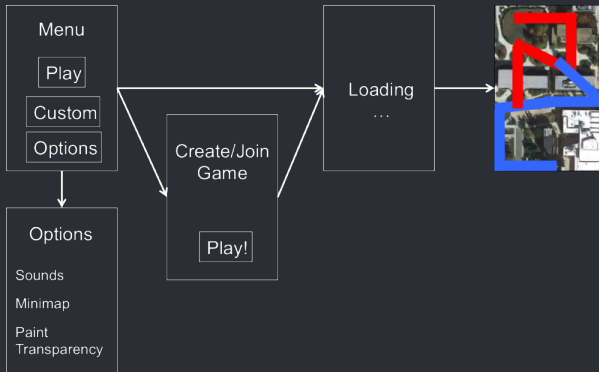 Menu
Play
Custom
Options
Loading
...
Create/Join
Game
Play!
Options
Sounds
Minimap
Paint
Transparency